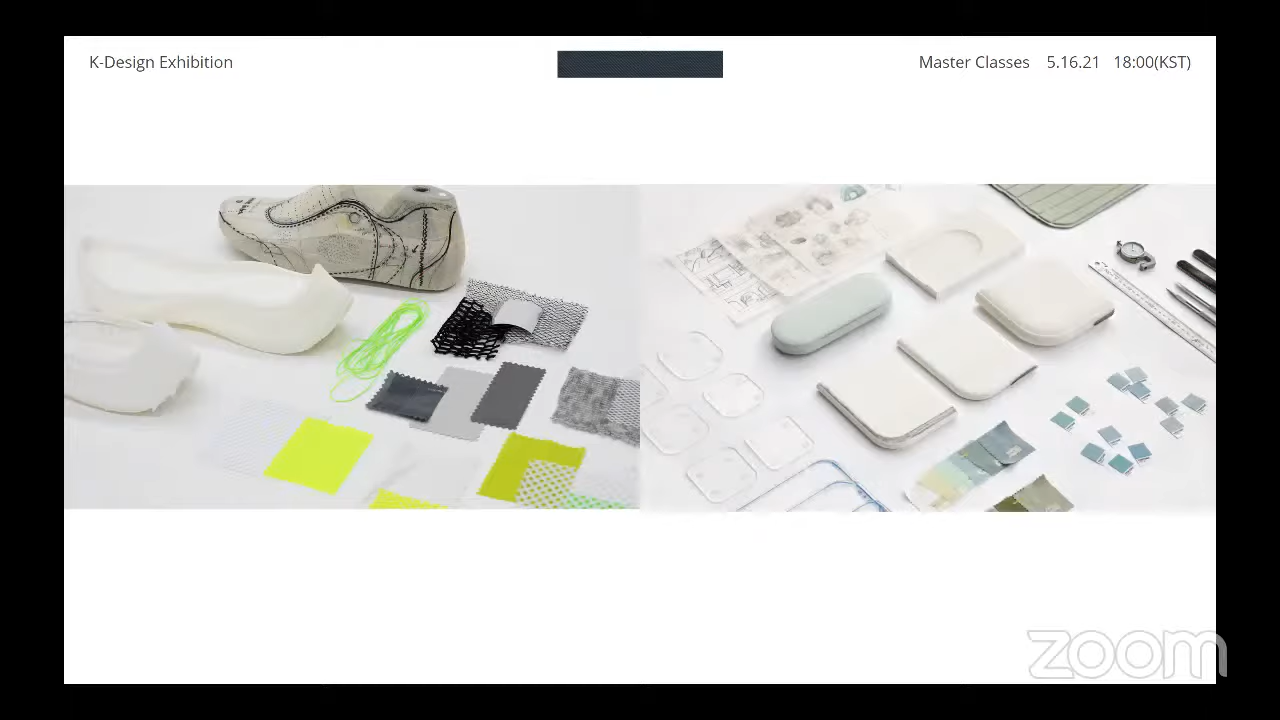 K-Design Exhibition
Master Classes 5.16.21 18:00(KST)
zoom